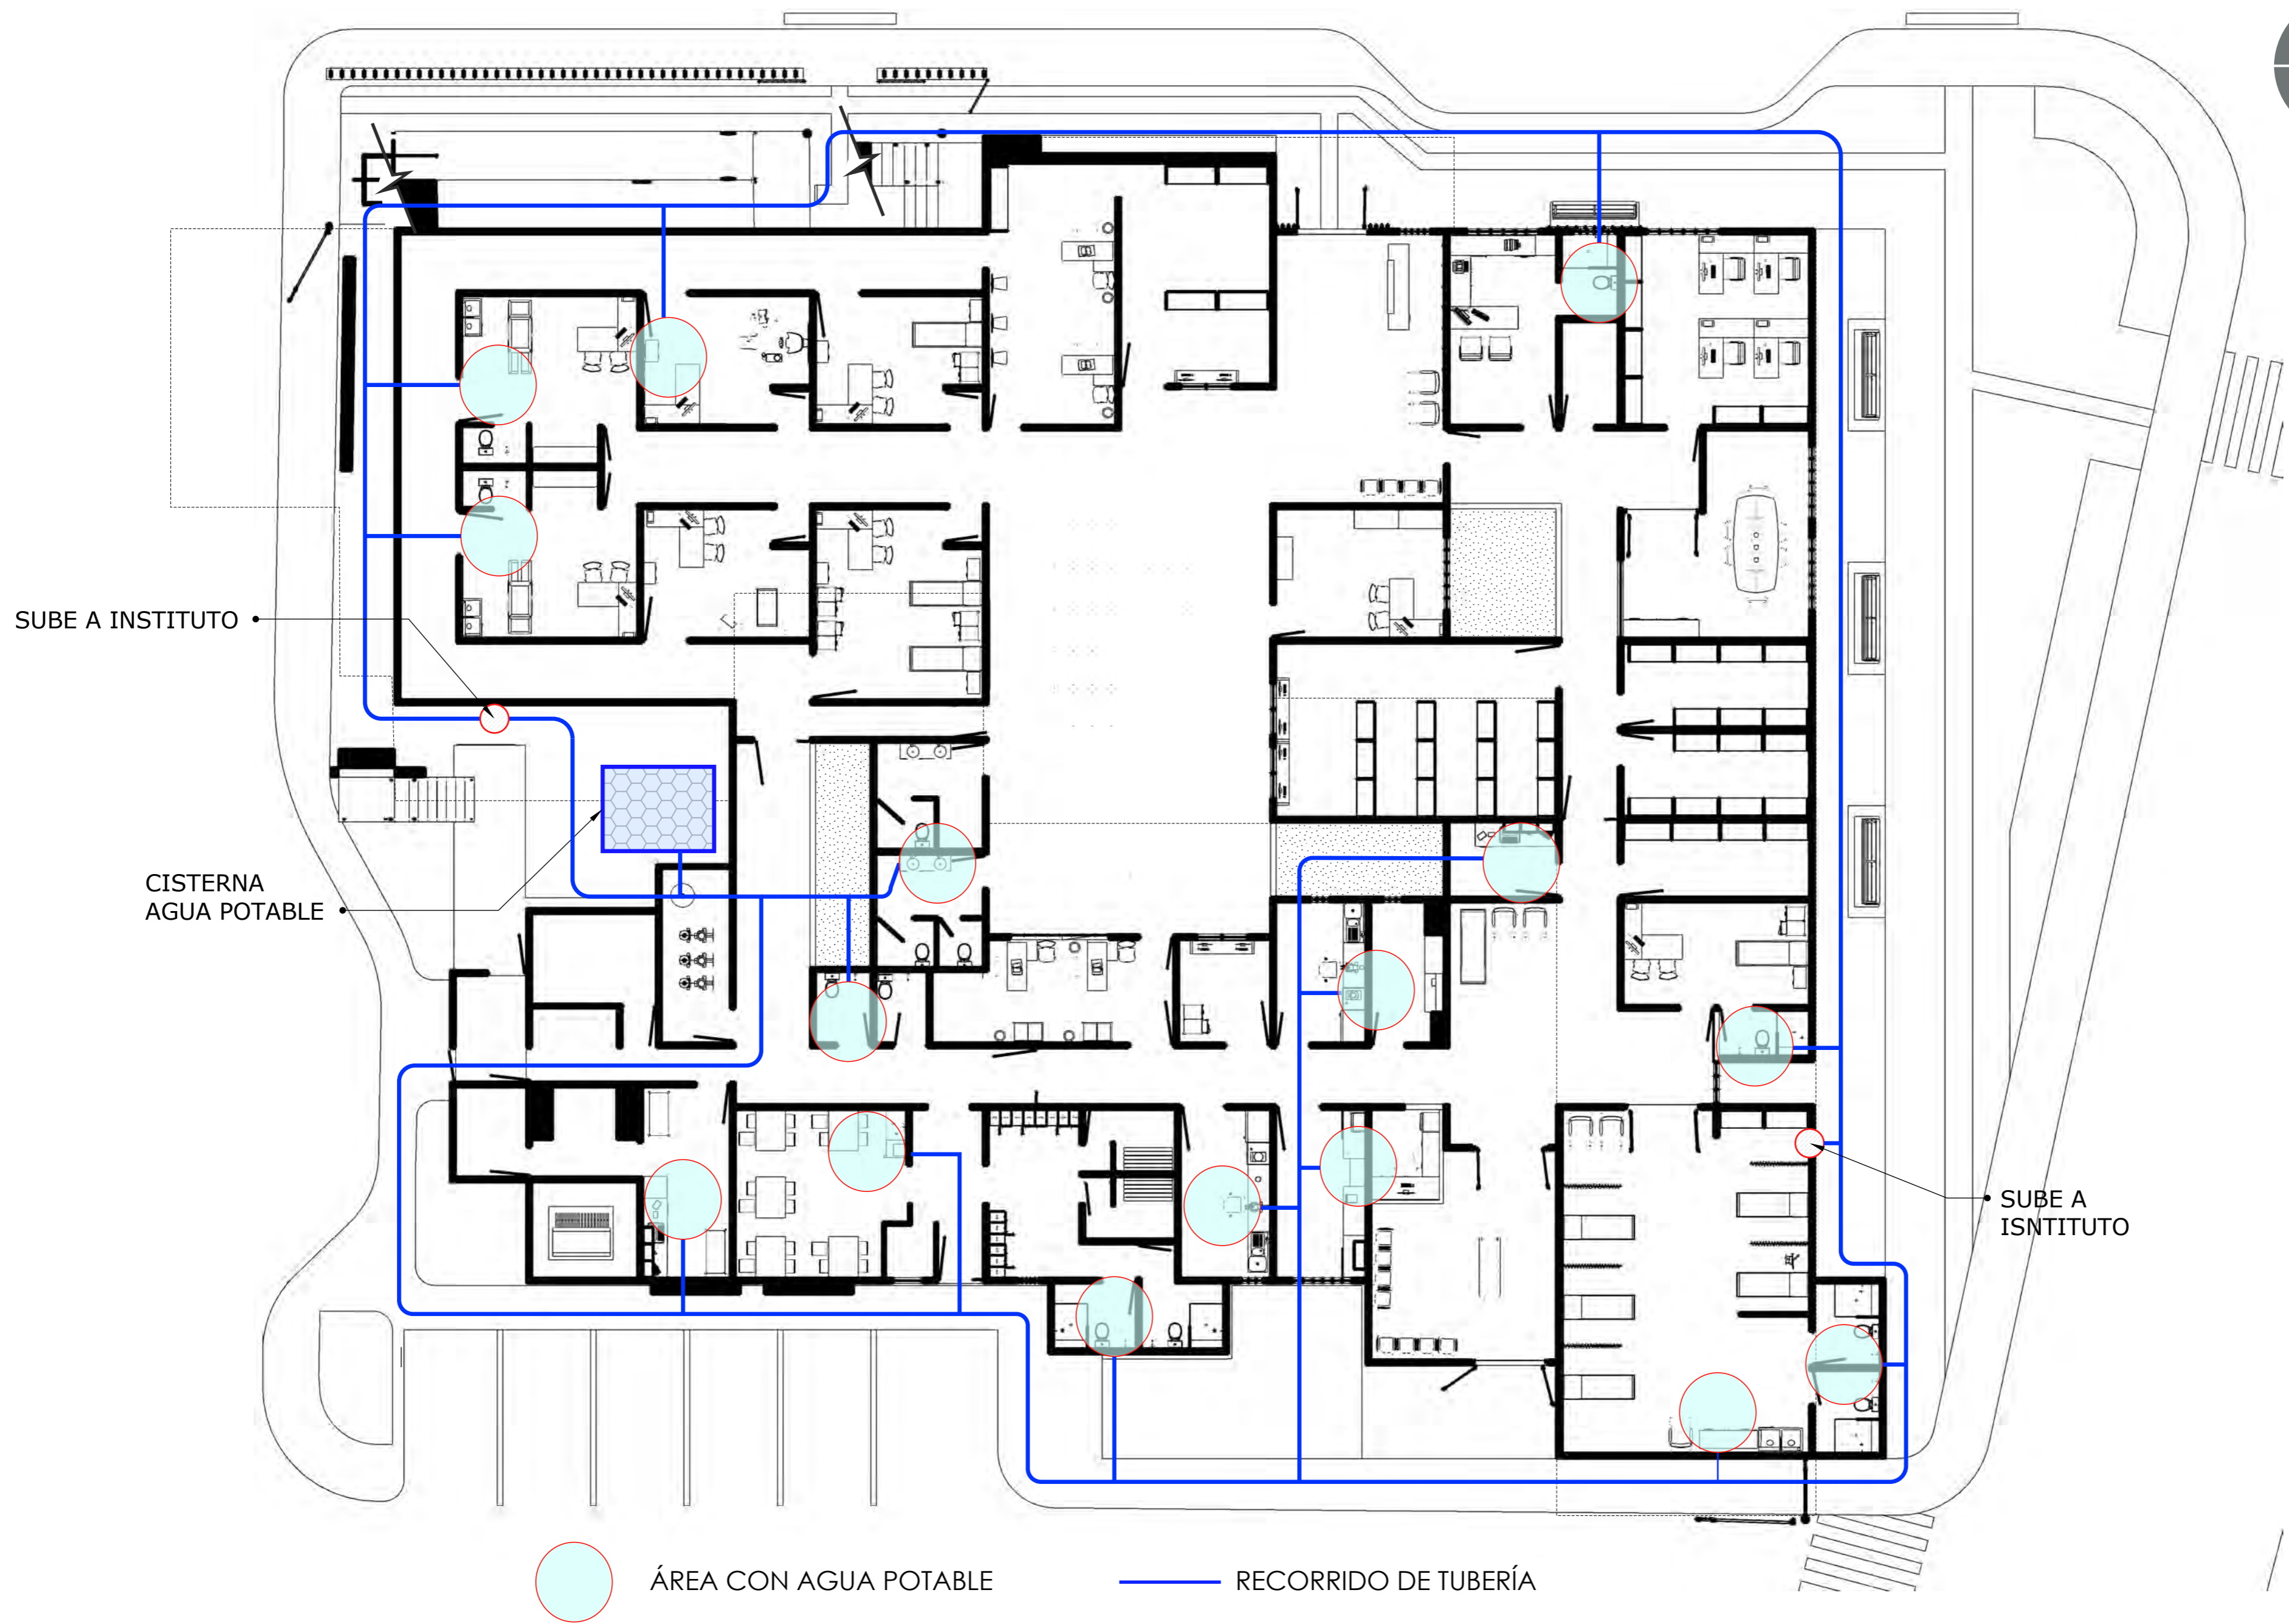 SUBE A INSTITUTO
CISTERNA
AGUA POTABLE
SUBE A
ISNTITUTO
ÁREA CON AGUA POTABLE
RECORRIDO DE TUBERÍA